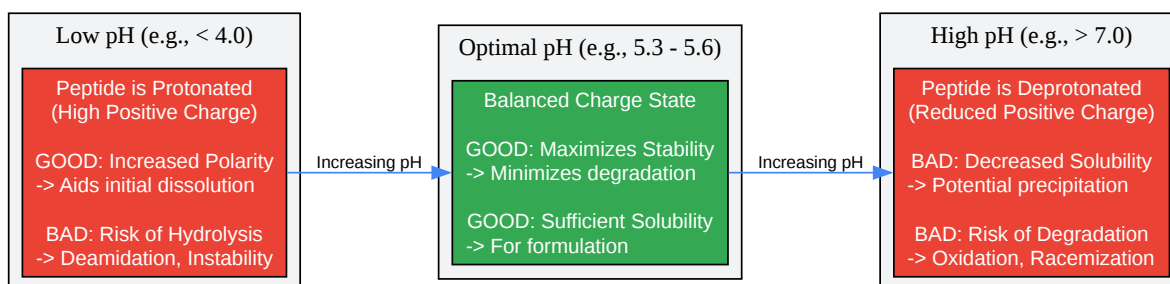 Low pH (e.g., < 4.0)
Peptide is Protonated
(High Positive Charge)
GOOD: Increased Polarity
-> Aids initial dissolution
BAD: Risk of Hydrolysis
-> Deamidation, Instability
Increasing pH
Optimal pH (e.g., 5.3 - 5.6)
Balanced Charge State
GOOD: Maximizes Stability
-> Minimizes degradation
GOOD: Sufficient Solubility
-> For formulation
Increasing pH
High pH (e.g., > 7.0)
Peptide is Deprotonated
(Reduced Positive Charge)
BAD: Decreased Solubility
-> Potential precipitation
BAD: Risk of Degradation
-> Oxidation, Racemization